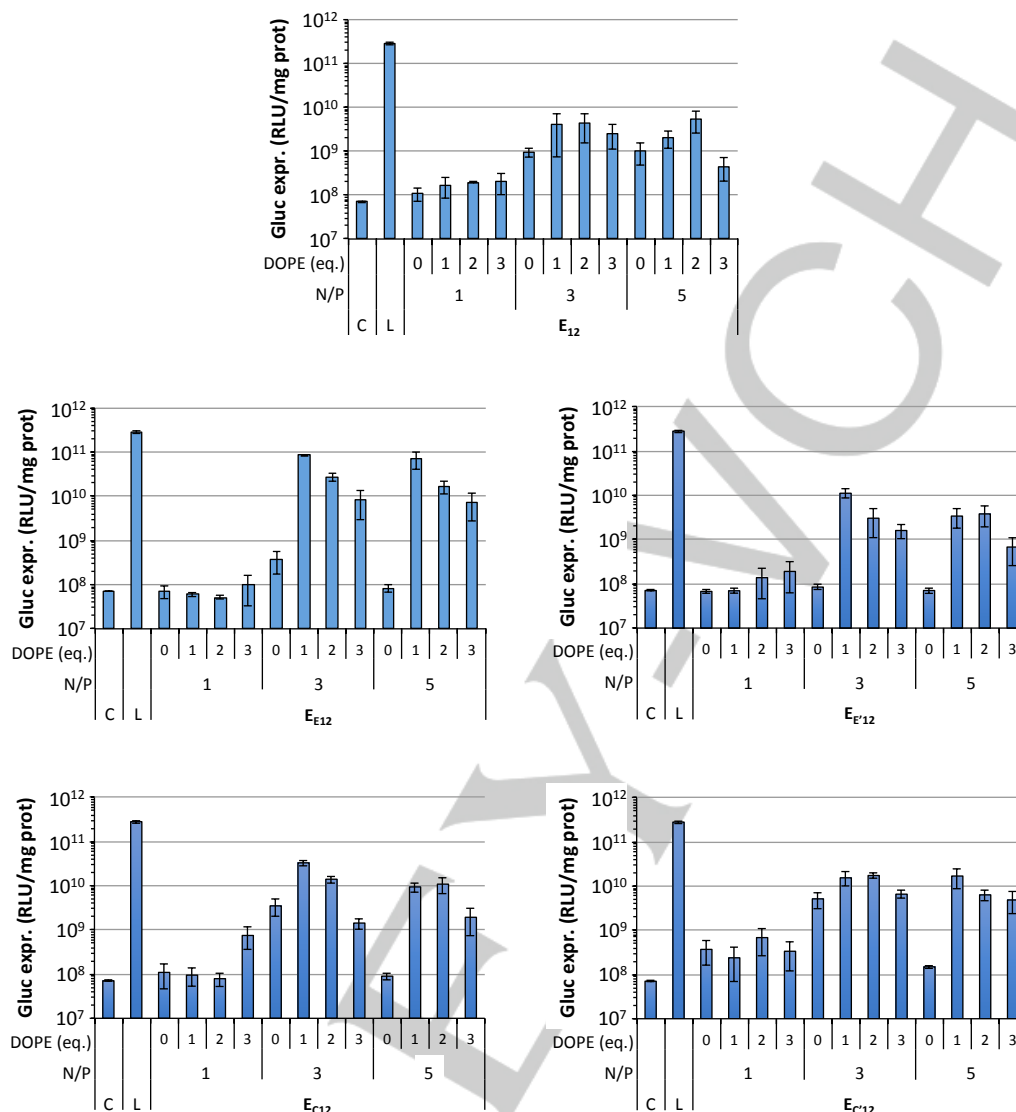 10¹²
10¹¹
10¹⁰
10⁹
10⁸
10⁷
Gluc expr. (RLU/mg prot)
DOPE (eq.) 0 1 2 3 0 1 2 3 0 1 2 3
N/P 1 3 5
C L E₁₂
10¹²
10¹¹
10¹⁰
10⁹
10⁸
10⁷
Gluc expr. (RLU/mg prot)
DOPE (eq.) 0 1 2 3 0 1 2 3 0 1 2 3
N/P 1 3 5
C L E_E12
10¹²
10¹¹
10¹⁰
10⁹
10⁸
10⁷
Gluc expr. (RLU/mg prot)
DOPE (eq.) 0 1 2 3 0 1 2 3 0 1 2 3
N/P 1 3 5
C L E_E'12
10¹²
10¹¹
10¹⁰
10⁹
10⁸
10⁷
Gluc expr. (RLU/mg prot)
DOPE (eq.) 0 1 2 3 0 1 2 3 0 1 2 3
N/P 1 3 5
C L E_C12
10¹²
10¹¹
10¹⁰
10⁹
10⁸
10⁷
Gluc expr. (RLU/mg prot)
DOPE (eq.) 0 1 2 3 0 1 2 3 0 1 2 3
N/P 1 3 5
C L E_C'12
EY-VCH